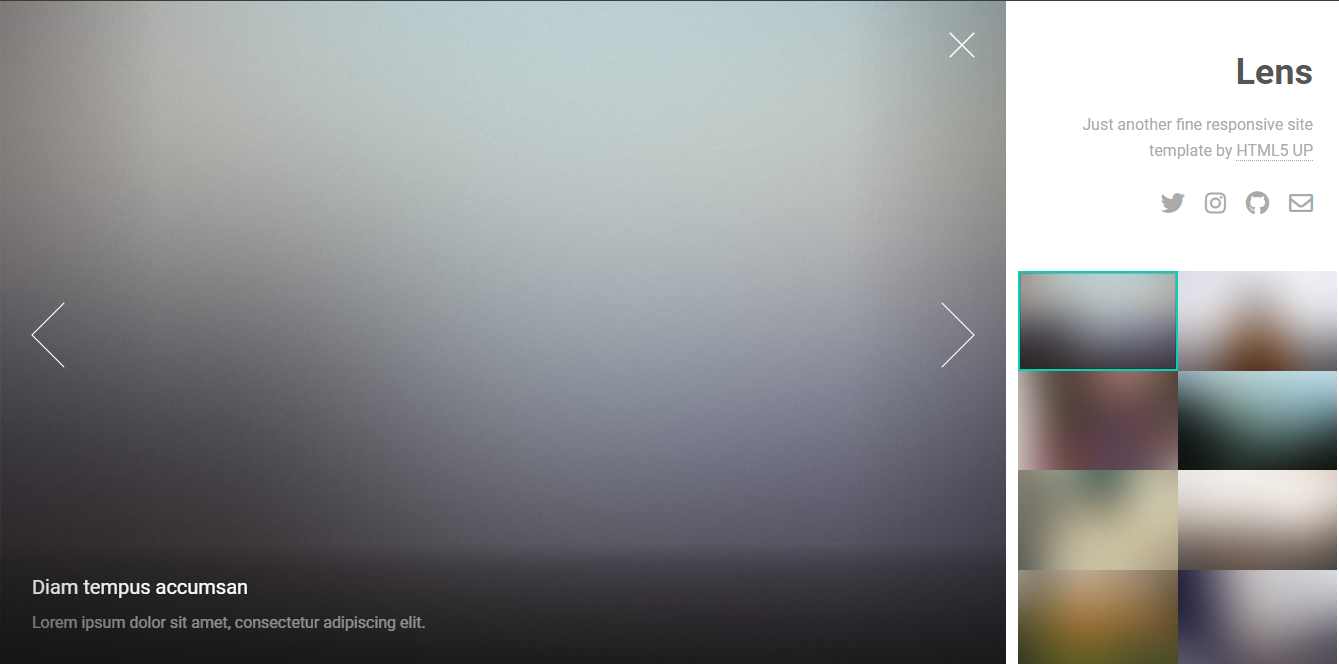 Lens
Just another fine responsive site
template by HTML5 UP
Diam tempus accumsan
Lorem ipsum dolor sit amet, consectetur adipiscing elit.